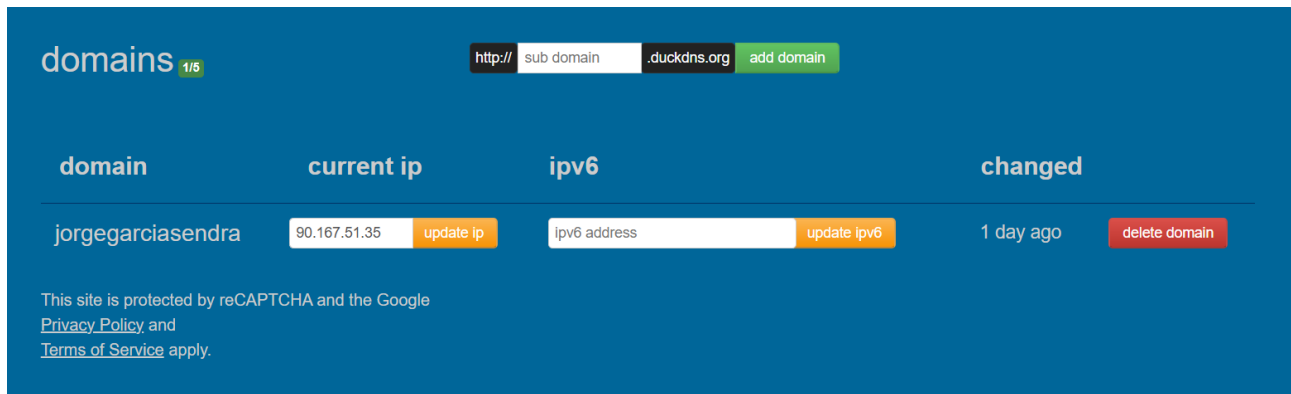 domains 1/5 http:// sub domain .duckdns.org add domain
domain current ip ipv6 changed
jorgegarciasendra 90.167.51.35 update ip ipv6 address update ipv6 1 day ago delete domain
This site is protected by reCAPTCHA and the Google
Privacy Policy and
Terms of Service apply.